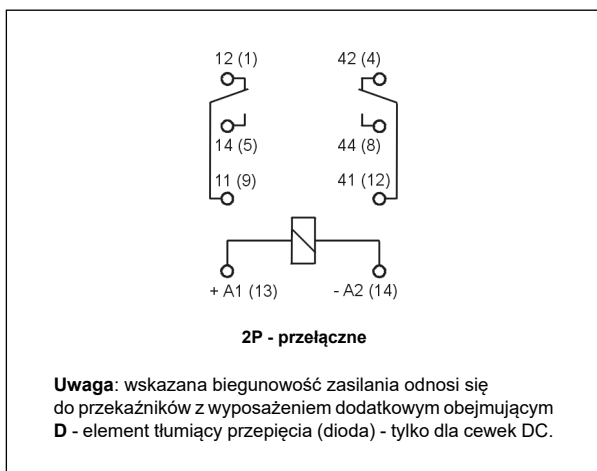 12 (1) 42 (4)
14 (5) 44 (8)
11 (9) 41 (12)
+ A1 (13) - A2 (14)
2P - przełączne
Uwaga: wskazana biegunowość zasilania odnosi się
do przekaźników z wyposażeniem dodatkowym obejmującym
D - element tłumiący przepięcia (dioda) - tylko dla cewek DC.